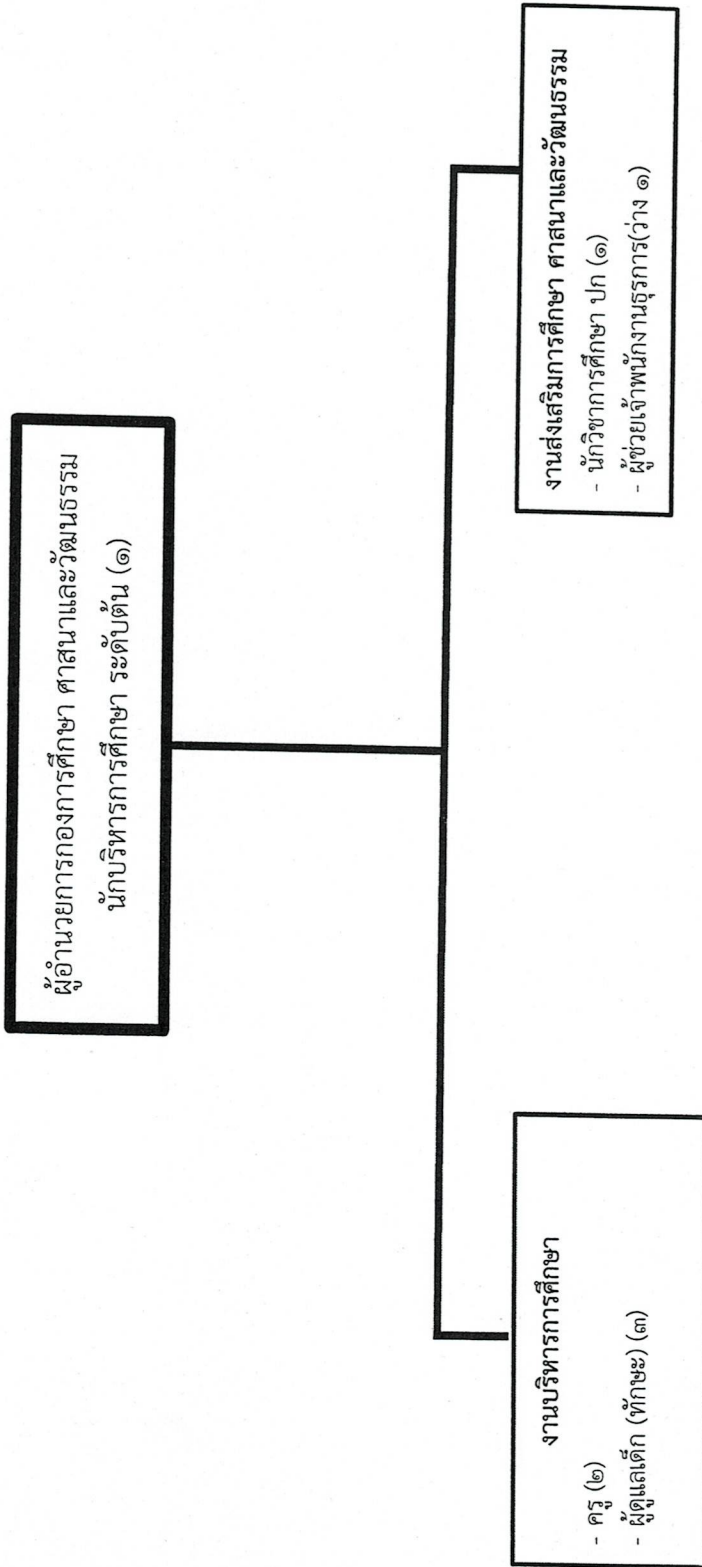 ผู้อำนวยการกองการศึกษา ศาสนาและวัฒนธรรม
นักบริหารการศึกษา ระดับต้น (๑)
งานบริหารการศึกษา
- ครู (๒)
- ผู้ดูแลเด็ก (ทักษะ) (๓)
งานส่งเสริมการศึกษา ศาสนาและวัฒนธรรม
- นักวิชาการศึกษา ปก (๑)
- ผู้ช่วยเจ้าพนักงานธุรการ(ว่าง ๑)